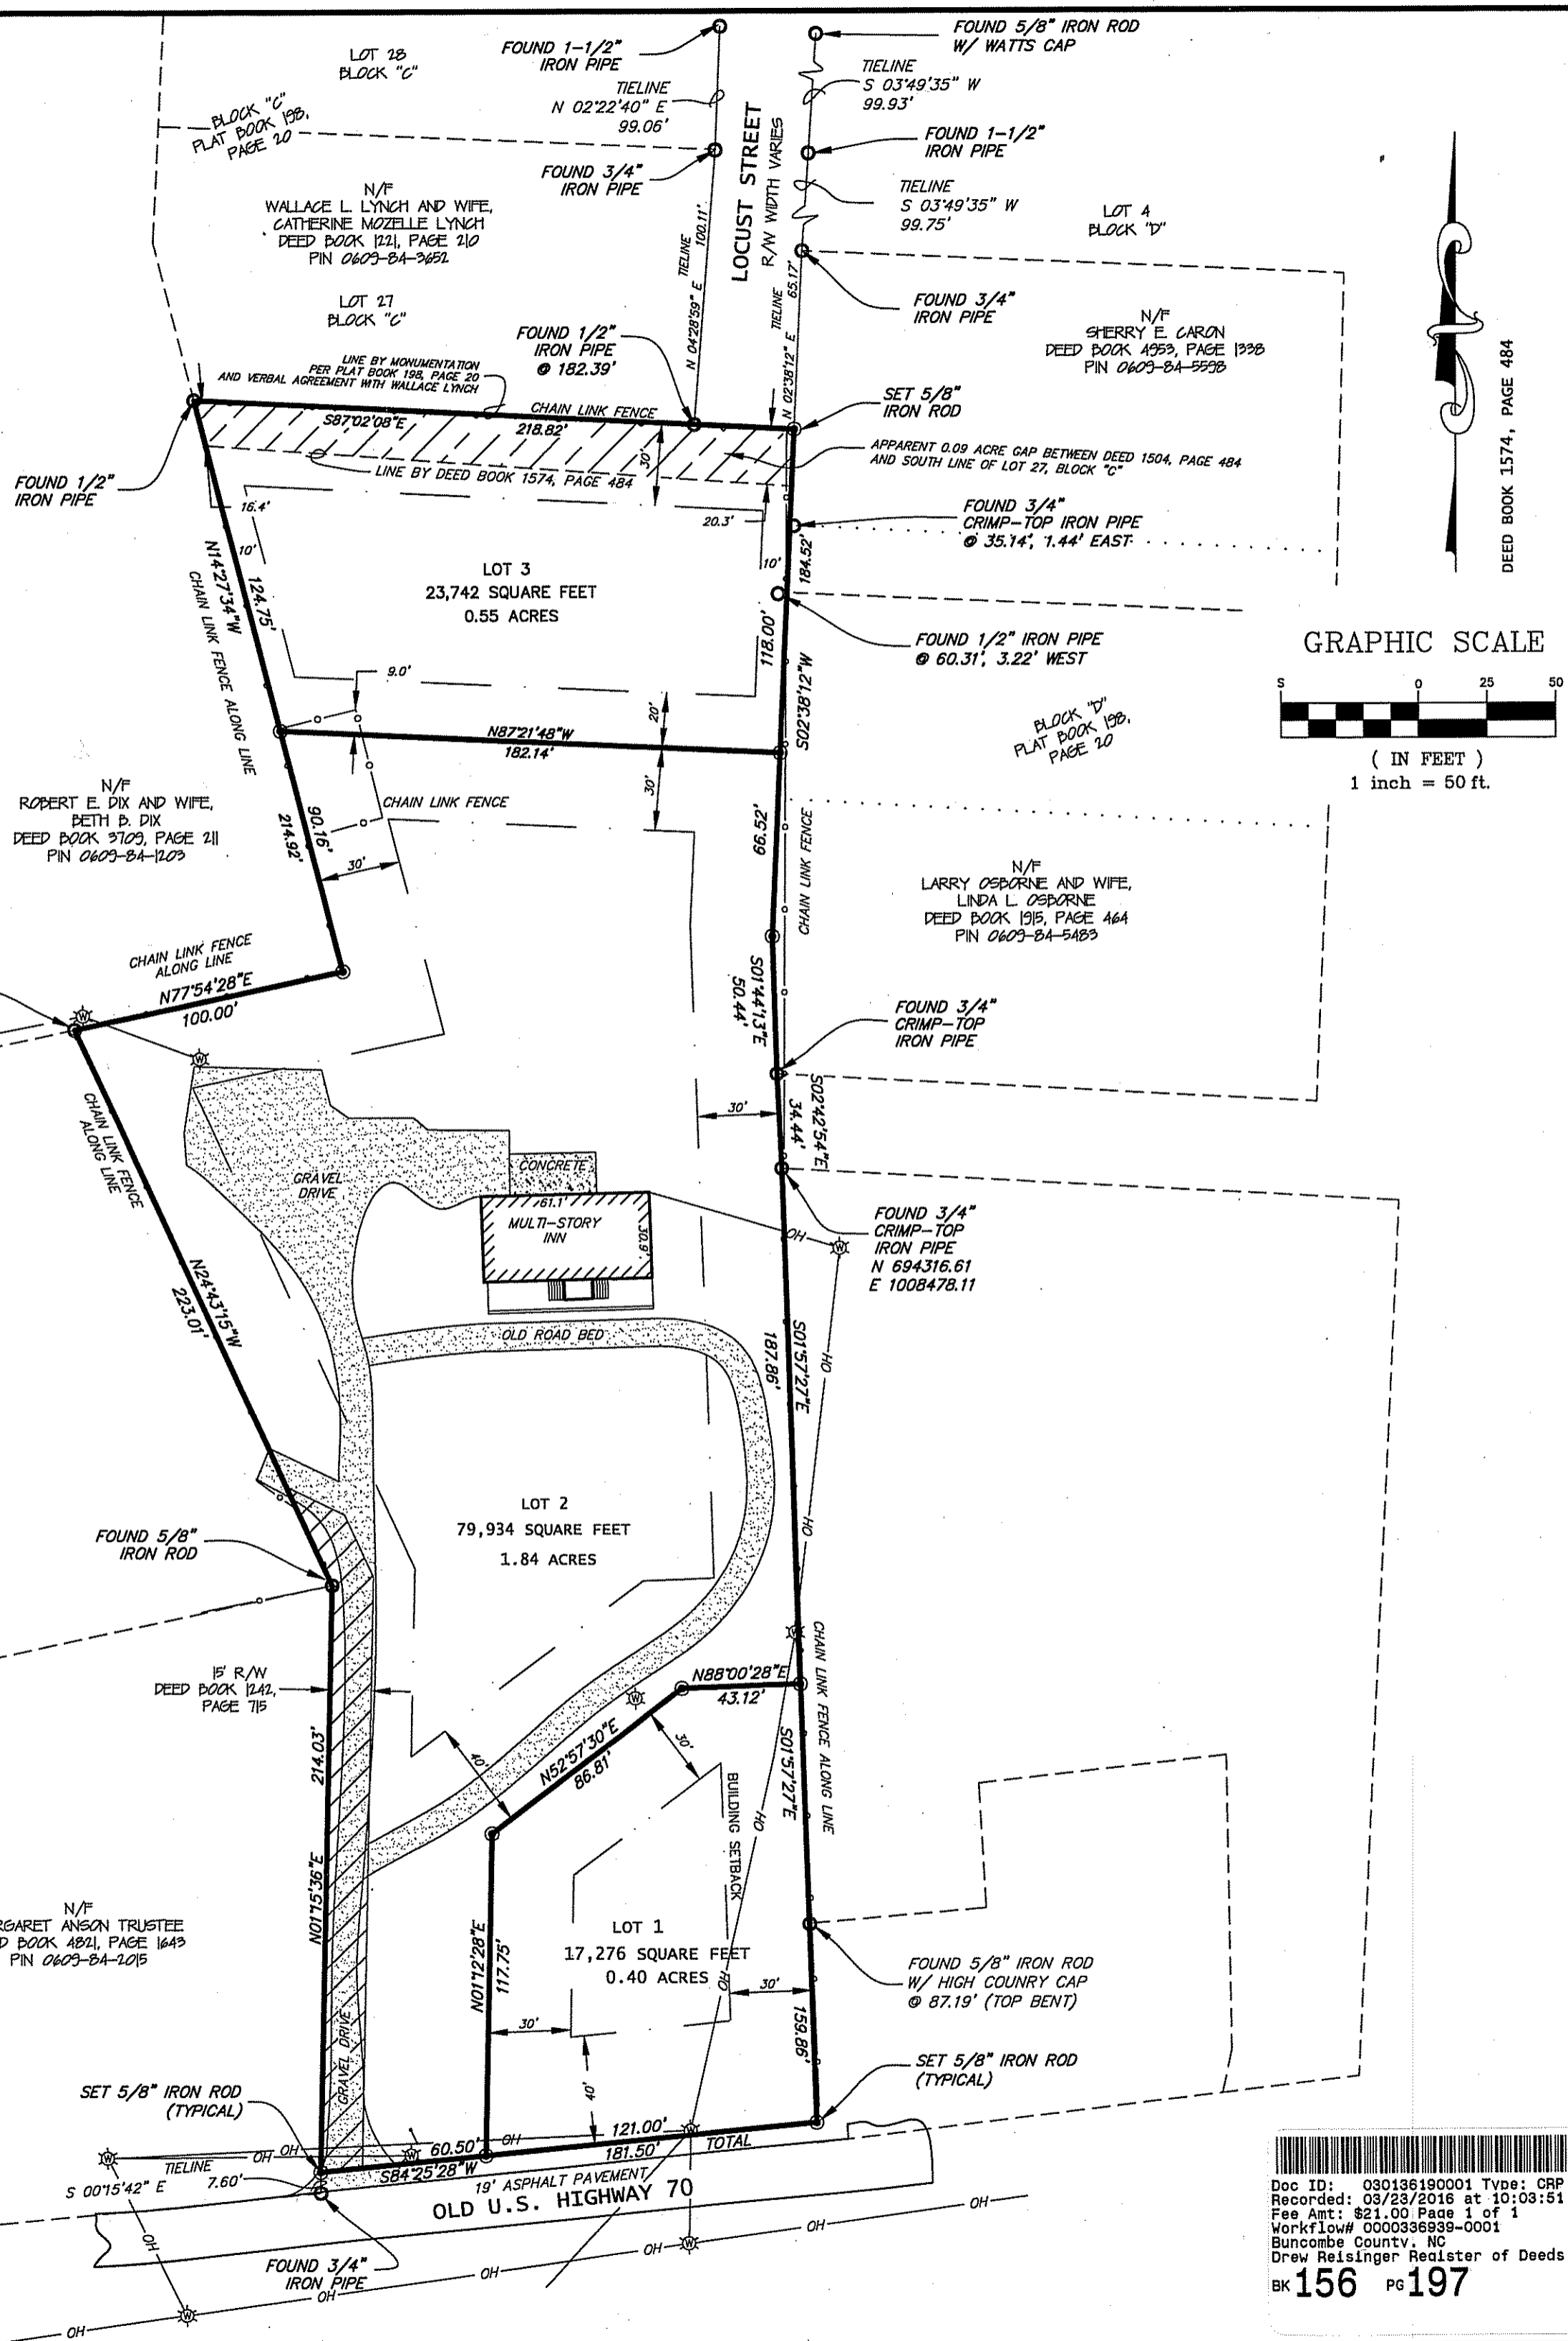 LOT 28
BLOCK "C"
BLOCK "C"
PLAT BOOK 198,
PAGE 20
FOUND 1-1/2"
IRON PIPE
TIELINE
N 02°22'40" E
99.06'
FOUND 3/4"
IRON PIPE
FOUND 5/8" IRON ROD
W/ WATTS CAP
TIELINE
S 03°49'35" W
99.93'
FOUND 1-1/2"
IRON PIPE
TIELINE
S 03°49'35" W
99.75'
LOT 4
BLOCK "D"
LOCUST STREET
R/W WIDTH VARIES
N/F
WALLACE L. LYNCH AND WIFE,
CATHERINE MOZELLE LYNCH
DEED BOOK 1221, PAGE 210
PIN 0609-84-3652
LOT 27
BLOCK "C"
TIELINE
N 04°28'59" E 100.11'
TIELINE
N 02°38'12" E 65.17'
FOUND 3/4"
IRON PIPE
N/F
SHERRY E. CARON
DEED BOOK 4953, PAGE 1338
PIN 0609-84-5598
DEED BOOK 1574, PAGE 484
FOUND 1/2"
IRON PIPE
@ 182.39'
LINE BY MONUMENTATION
PER PLAT BOOK 198, PAGE 20
AND VERBAL AGREEMENT WITH WALLACE LYNCH
SET 5/8"
IRON ROD
CHAIN LINK FENCE
S87°02'08"E
218.82'
30'
APPARENT 0.09 ACRE GAP BETWEEN DEED 1504, PAGE 484
AND SOUTH LINE OF LOT 27, BLOCK "C"
LINE BY DEED BOOK 1574, PAGE 484
FOUND 1/2"
IRON PIPE
16.4'
20.3'
10'
10'
FOUND 3/4"
CRIMP-TOP IRON PIPE
@ 35.14', 1.44' EAST
184.52'
LOT 3
23,742 SQUARE FEET
0.55 ACRES
N14°27'34"W
124.75'
CHAIN LINK FENCE ALONG LINE
118.00'
S02°38'12"W
FOUND 1/2" IRON PIPE
@ 60.31', 3.22' WEST
GRAPHIC SCALE
0
25
50
( IN FEET )
1 inch = 50 ft.
9.0'
20'
N87°21'48"W
182.14'
30'
BLOCK "D"
PLAT BOOK 198,
PAGE 20
N/F
ROBERT E. DIX AND WIFE,
BETH B. DIX
DEED BOOK 3709, PAGE 211
PIN 0609-84-1203
CHAIN LINK FENCE
90.16'
214.92'
30'
66.52'
CHAIN LINK FENCE
N/F
LARRY OSBORNE AND WIFE,
LINDA L. OSBORNE
DEED BOOK 1915, PAGE 464
PIN 0609-84-5483
CHAIN LINK FENCE
ALONG LINE
N77°54'28"E
100.00'
S01°44'13"E
50.44'
FOUND 3/4"
CRIMP-TOP
IRON PIPE
CHAIN LINK FENCE
ALONG LINE
30'
S02°42'54"E
34.44'
GRAVEL
DRIVE
CONCRETE
61.1'
MULTI-STORY
INN
30.9'
OH
FOUND 3/4"
CRIMP-TOP
IRON PIPE
N 694316.61
E 1008478.11
N24°43'15"W
223.01'
OLD ROAD BED
S01°57'27"E
187.86'
OH
OH
LOT 2
79,934 SQUARE FEET
1.84 ACRES
FOUND 5/8"
IRON ROD
15' R/W
DEED BOOK 1242,
PAGE 715
N88°00'28"E
43.12'
CHAIN LINK FENCE ALONG LINE
214.03'
N01°15'36"E
40'
N52°57'30"E
86.81'
30'
S01°57'27"E
BUILDING SETBACK
OH
N/F
RGARET ANSON TRUSTEE
D BOOK 4821, PAGE 1643
PIN 0609-84-2015
N01°12'28"E
117.75'
LOT 1
17,276 SQUARE FEET
0.40 ACRES
OH
30'
30'
40'
159.86'
FOUND 5/8" IRON ROD
W/ HIGH COUNRY CAP
@ 87.19' (TOP BENT)
GRAVEL DRIVE
SET 5/8" IRON ROD
(TYPICAL)
SET 5/8" IRON ROD
(TYPICAL)
OH
OH
OH
60.50'
121.00'
181.50' TOTAL
S84°25'28"W
TIELINE
S 00°15'42" E 7.60'
19' ASPHALT PAVEMENT
OLD U.S. HIGHWAY 70
FOUND 3/4"
IRON PIPE
OH
OH
OH
OH
OH
OH
OH
Doc ID: 030136190001 Type: CRP
Recorded: 03/23/2016 at 10:03:51
Fee Amt: $21.00 Page 1 of 1
Workflow# 0000336939-0001
Buncombe County, NC
Drew Reisinger Register of Deeds
BK 156 PG 197